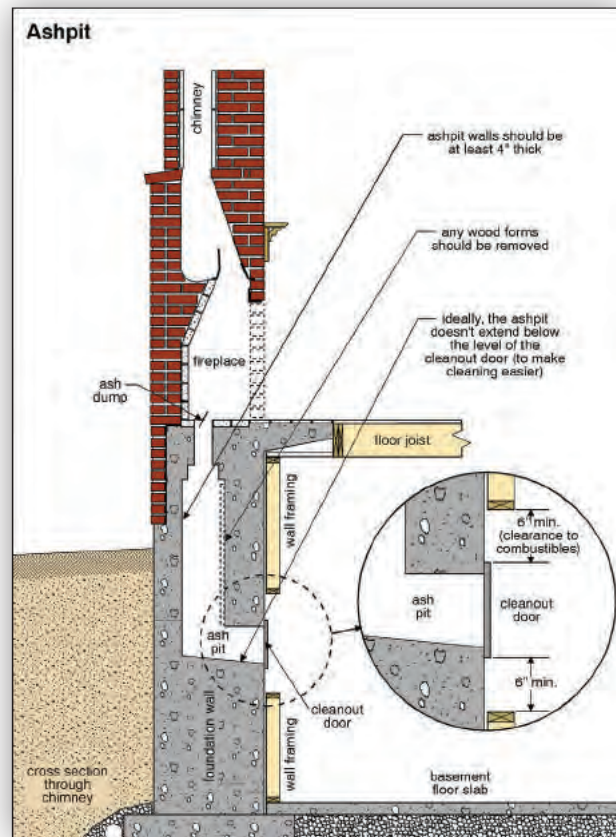 Ashpit
chimney
ashpit walls should be
at least 4" thick
any wood forms
should be removed
ideally, the ashpit
doesn't extend below
the level of the
cleanout door (to make
cleaning easier)
fireplace
ash
dump
floor joist
wall framing
6" min.
(clearance to
combustibles)
ash
pit
cleanout
door
6" min.
ash
pit
cleanout
door
foundation wall
wall framing
cross section
through
chimney
basement
floor slab